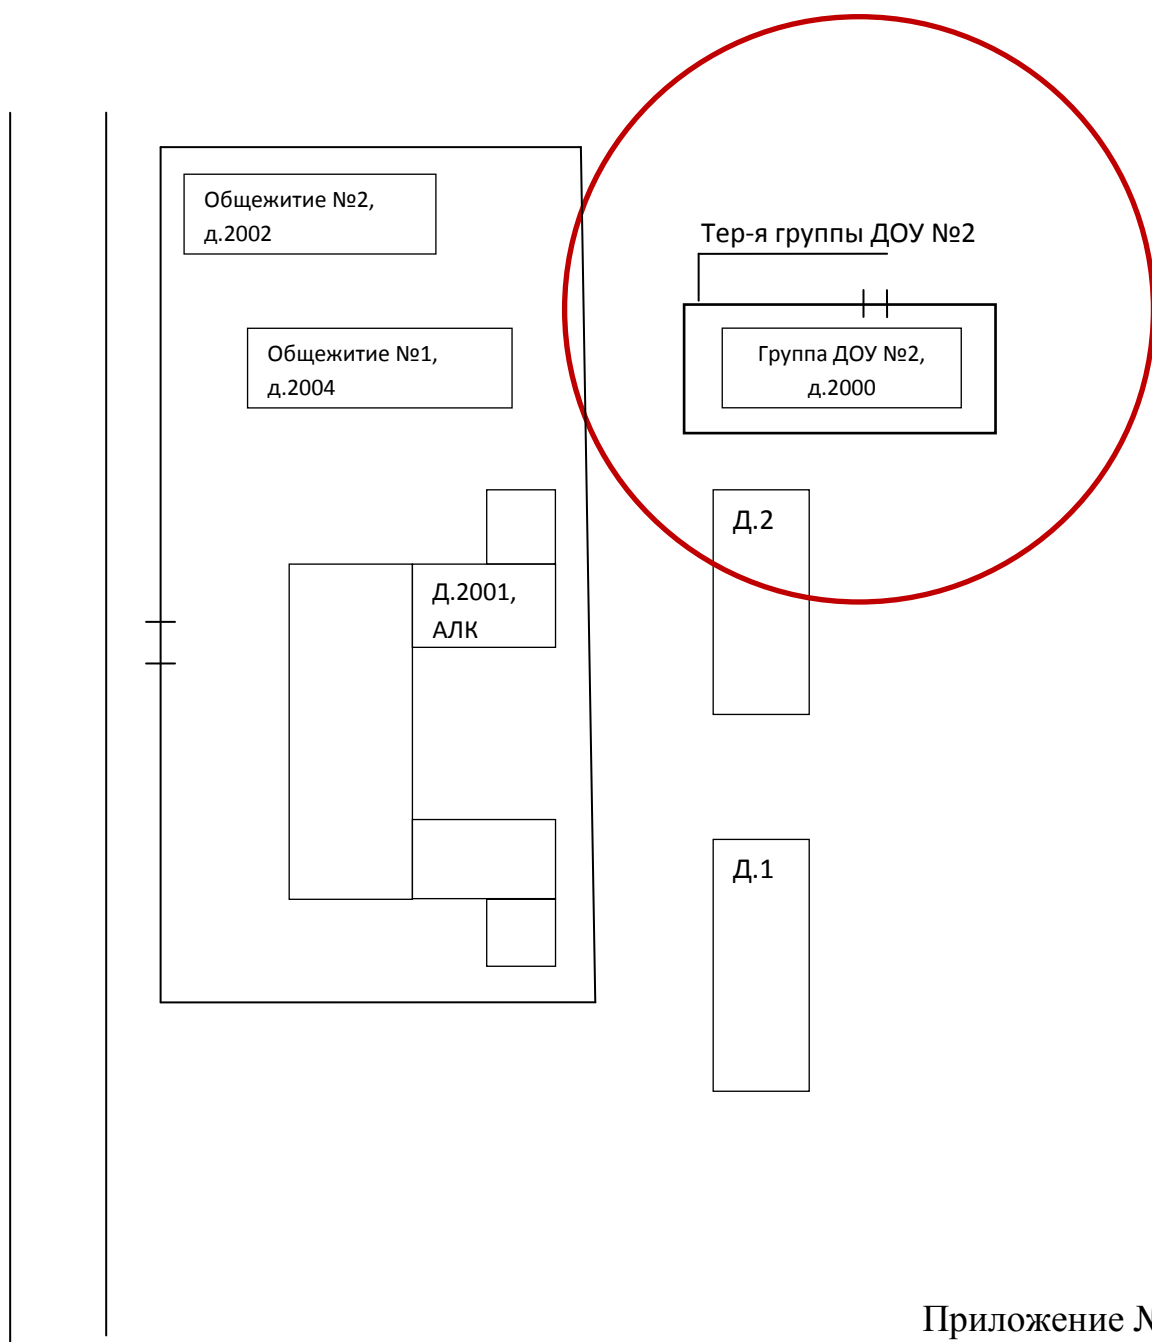 Общежитие №2,
д.2002
Тер-я группы ДОУ №2
Общежитие №1,
д.2004
Группа ДОУ №2,
д.2000
Д.2
Д.2001,
АЛК
Д.1
Приложение №